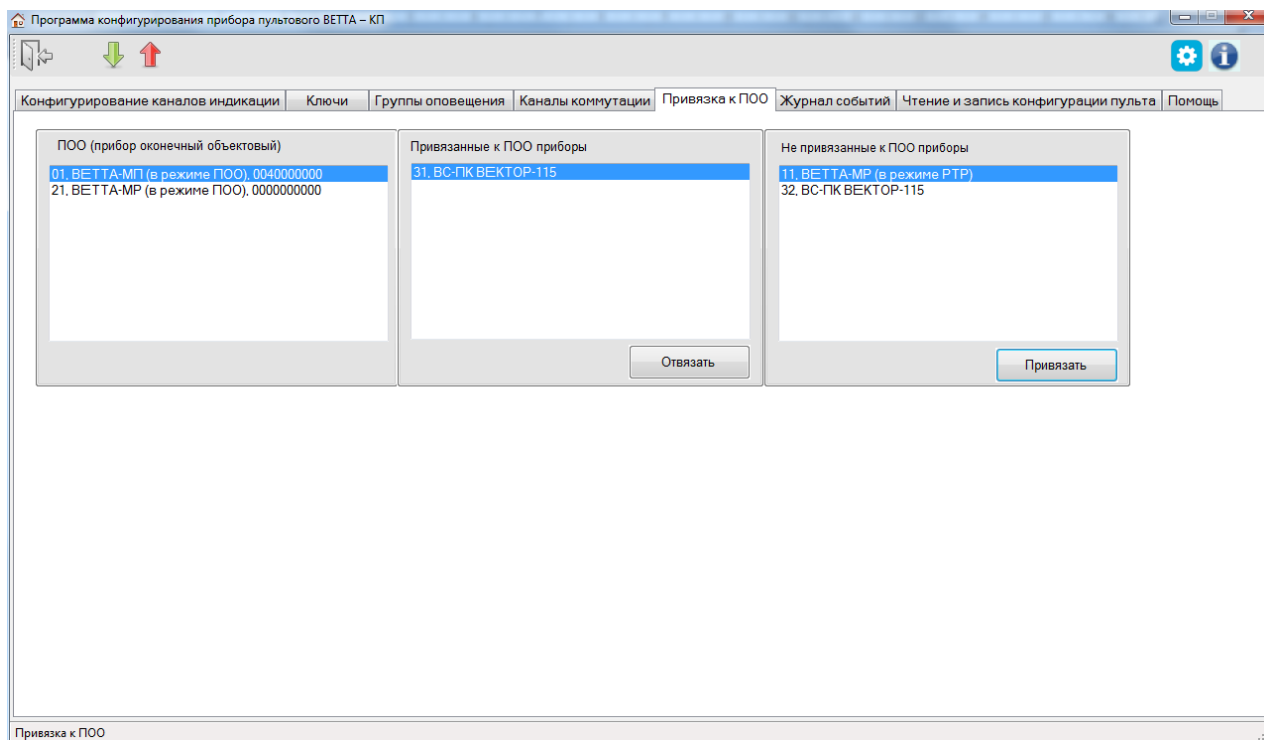 Программа конфигурирования прибора пультового ВЕТТА – КП
Конфигурирование каналов индикации Ключи Группы оповещения Каналы коммутации Привязка к ПОО Журнал событий Чтение и запись конфигурации пульта Помощь
ПОО (прибор оконечный объектовый)
01, ВЕТТА-МП (в режиме ПОО), 0040000000
21, ВЕТТА-МР (в режиме ПОО), 0000000000
Привязанные к ПОО приборы
31, ВС-ПК ВЕКТОР-115
Отвязать
Не привязанные к ПОО приборы
11, ВЕТТА-МР (в режиме РТР)
32, ВС-ПК ВЕКТОР-115
Привязать
Привязка к ПОО